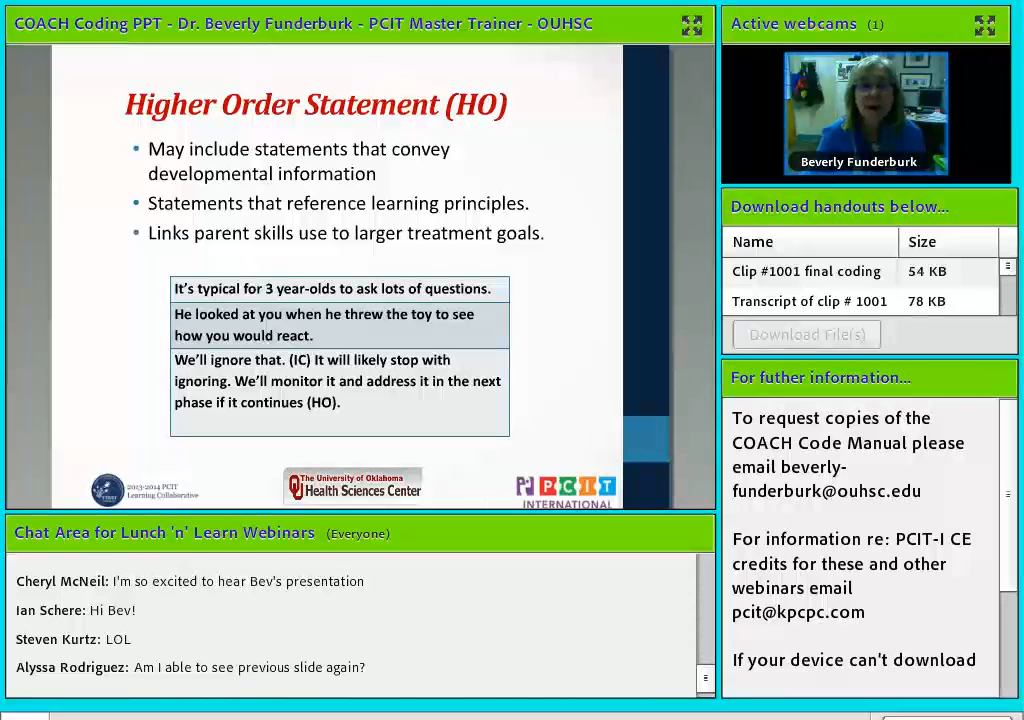 COACH Coding PPT - Dr. Beverly Funderburk - PCIT Master Trainer - OUHSC
Higher Order Statement (HO)
• May include statements that convey
developmental information
• Statements that reference learning principles.
• Links parent skills use to larger treatment goals.
It's typical for 3 year-olds to ask lots of questions.
He looked at you when he threw the toy to see
how you would react.
We'll ignore that. (IC) It will likely stop with
ignoring. We'll monitor it and address it in the next
phase if it continues (HO).
2013-2014 PCIT
Learning Collaborative
The University of Oklahoma
Health Sciences Center
PCIT
INTERNATIONAL
Chat Area for Lunch 'n' Learn Webinars (Everyone)
Cheryl McNeil: I'm so excited to hear Bev's presentation
Ian Schere: Hi Bev!
Steven Kurtz: LOL
Alyssa Rodriguez: Am I able to see previous slide again?
Active webcams (1)
Beverly Funderburk
Download handouts below...
Name Size
Clip #1001 final coding 54 KB
Transcript of clip # 1001 78 KB
Download File(s)
For futher information...
To request copies of the
COACH Code Manual please
email beverly-
funderburk@ouhsc.edu
For information re: PCIT-I CE
credits for these and other
webinars email
pcit@kpcpc.com
If your device can't download